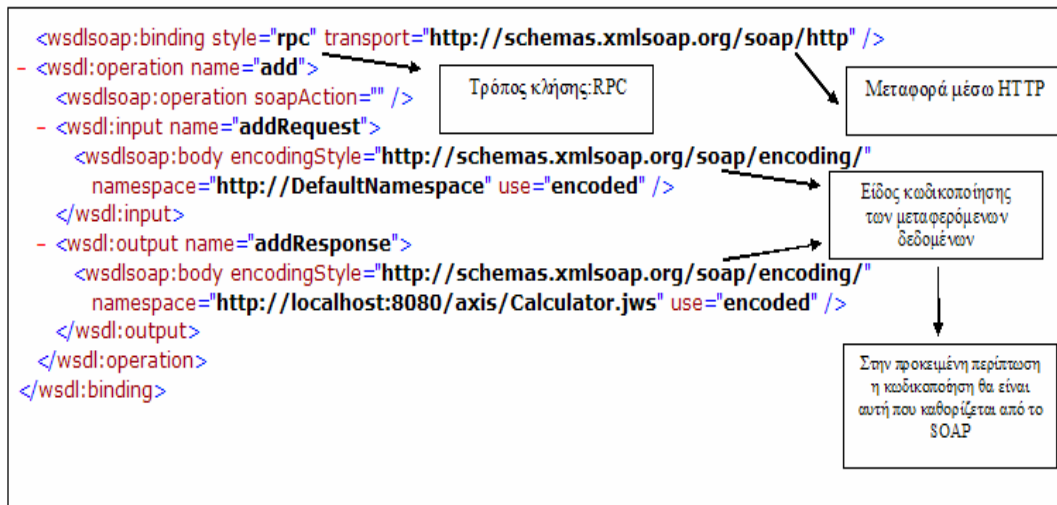 <wsdlsoap:binding style="rpc" transport="http://schemas.xmlsoap.org/soap/http" />
− <wsdl:operation name="add">
<wsdlsoap:operation soapAction="" />
− <wsdl:input name="addRequest">
<wsdlsoap:body encodingStyle="http://schemas.xmlsoap.org/soap/encoding/"
namespace="http://DefaultNamespace" use="encoded" />
</wsdl:input>
− <wsdl:output name="addResponse">
<wsdlsoap:body encodingStyle="http://schemas.xmlsoap.org/soap/encoding/"
namespace="http://localhost:8080/axis/Calculator.jws" use="encoded" />
</wsdl:output>
</wsdl:operation>
</wsdl:binding>
Τρόπος κλήσης:RPC
Μεταφορά μέσω HTTP
Είδος κωδικοποίησης
των μεταφερόμενων
δεδομένων
Στην προκειμένη περίπτωση
η κωδικοποίηση θα είναι
αυτή που καθορίζεται από το
SOAP